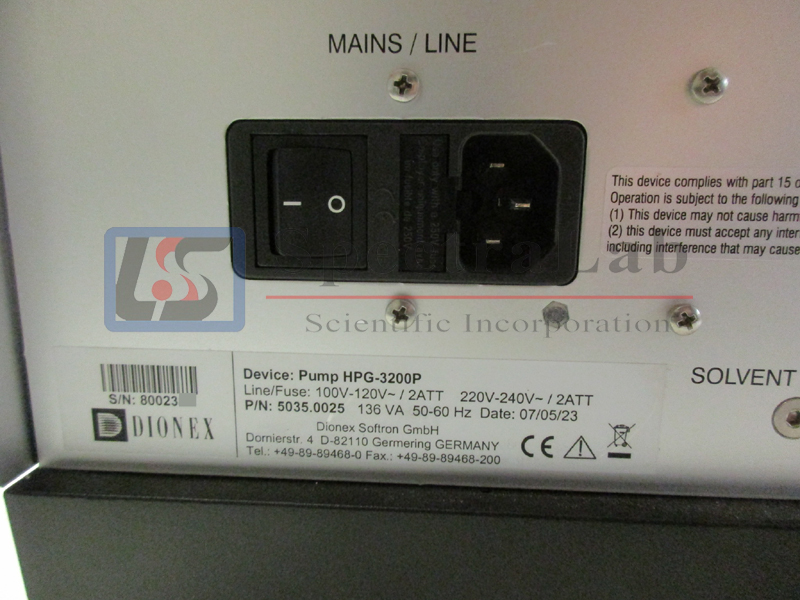 MAINS / LINE
I O
This device complies with part 15
Operation is subject to the following
(1) This device may not cause harm
(2) this device must accept any inter
including interference that may cause
LSS
Lab
Scientific Incorporation
SOLVENT
S/N: 80023
DIONEX
Device: Pump HPG-3200P
Line/Fuse: 100V-120V~ / 2ATT 220V-240V~ / 2ATT
P/N: 5035.0025 136 VA 50-60 Hz Date: 07/05/23
Dionex Softron GmbH
Dornierstr. 4 D-82110 Germering GERMANY
Tel.: +49-89-89468-0 Fax.: +49-89-89468-200
CE